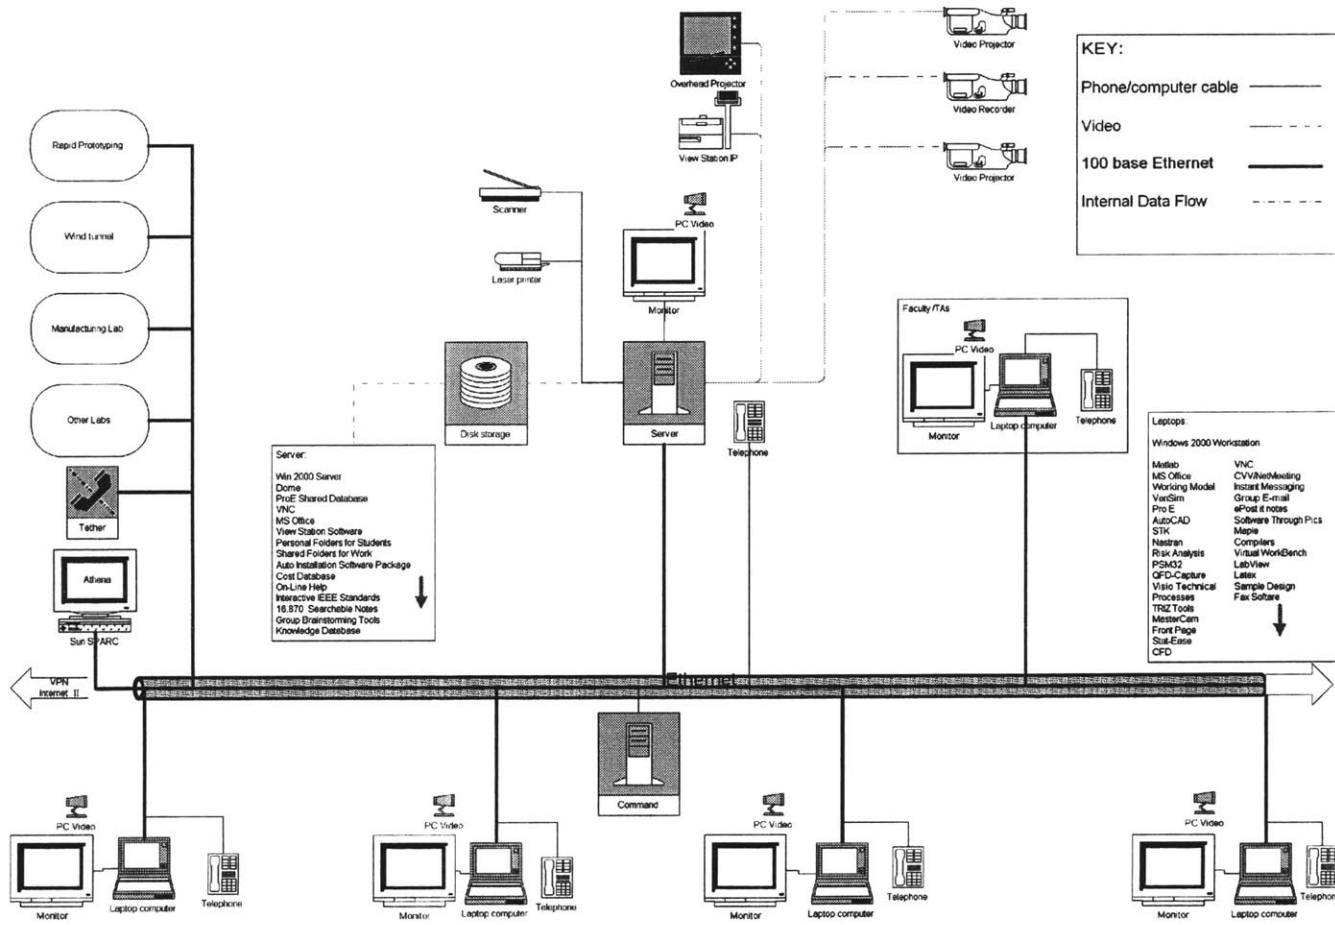 Video Projector
KEY:
Overhead Projector
Phone/computer cable
Video Recorder
Video
Rapid Prototyping
View Station IP
100 base Ethernet
Video Projector
Internal Data Flow
Scanner
PC Video
Wind tunnel
Laser printer
Monitor
Faculty /TAs
Manufacturing Lab
PC Video
Other Labs
Disk storage
Server
Telephone
Monitor
Laptop computer
Telephone
Server:
Win 2000 Server
Dome
ProE Shared Database
VNC
MS Office
View Station Software
Personal Folders for Students
Shared Folders for Work
Auto Installation Software Package
Cost Database
On-Line Help
Interactive IEEE Standards
16.870 Searchable Notes
Group Brainstorming Tools
Knowledge Database
Laptops:
Windows 2000 Workstation
Matlab
MS Office
Working Model
VenSim
Pro E
AutoCAD
STK
Nastran
Risk Analysis
PSM32
QFD-Capture
Visio Technical
Processes
TRIZ Tools
MasterCam
Front Page
Stat-Ease
CFD
VNC
CVV/NetMeeting
Instant Messaging
Group E-mail
ePost it notes
Software Through Pics
Maple
Compilers
Virtual WorkBench
LabView
Latex
Sample Design
Fax Softare
Tether
Athena
Sun SPARC
VPN
Internet II
Ethernet
Command
PC Video
Monitor
Laptop computer
Telephone
PC Video
Monitor
Laptop computer
Telephone
PC Video
Monitor
Laptop computer
Telephone
PC Video
Monitor
Laptop computer